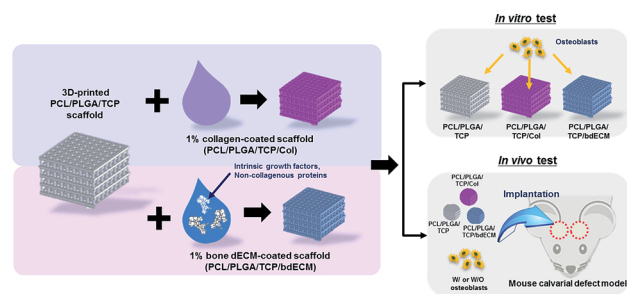 3D-printed
PCL/PLGA/TCP
scaffold
1% collagen-coated scaffold
(PCL/PLGA/TCP/Col)
Intrinsic growth factors,
Non-collagenous proteins
1% bone dECM-coated scaffold
(PCL/PLGA/TCP/bdECM)
In vitro test
Osteoblasts
PCL/PLGA/
TCP
PCL/PLGA/
TCP/Col
PCL/PLGA/
TCP/bdECM
In vivo test
PCL/PLGA/
TCP/Col
Implantation
PCL/PLGA/
TCP
PCL/PLGA/
TCP/bdECM
W/ or W/O
osteoblasts
Mouse calvarial defect model